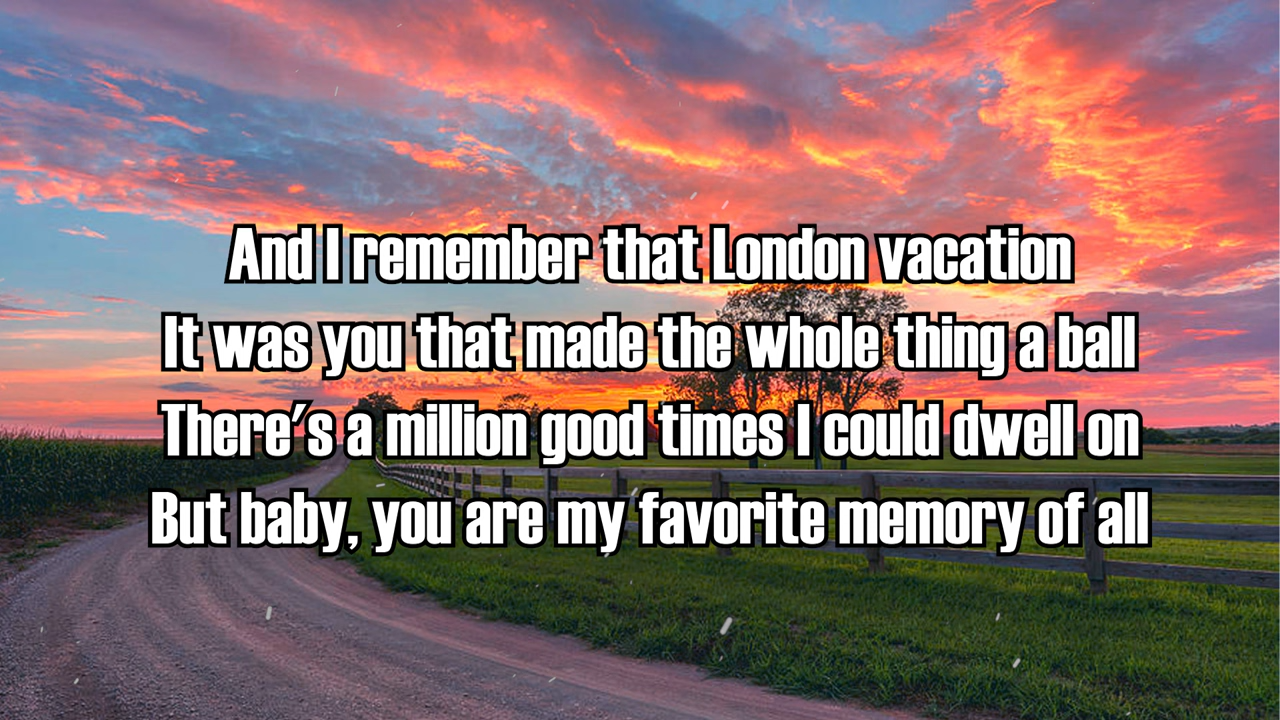 And I remember that London vacation
It was you that made the whole thing a ball
There's a million good times I could dwell on
But baby, you are my favorite memory of all